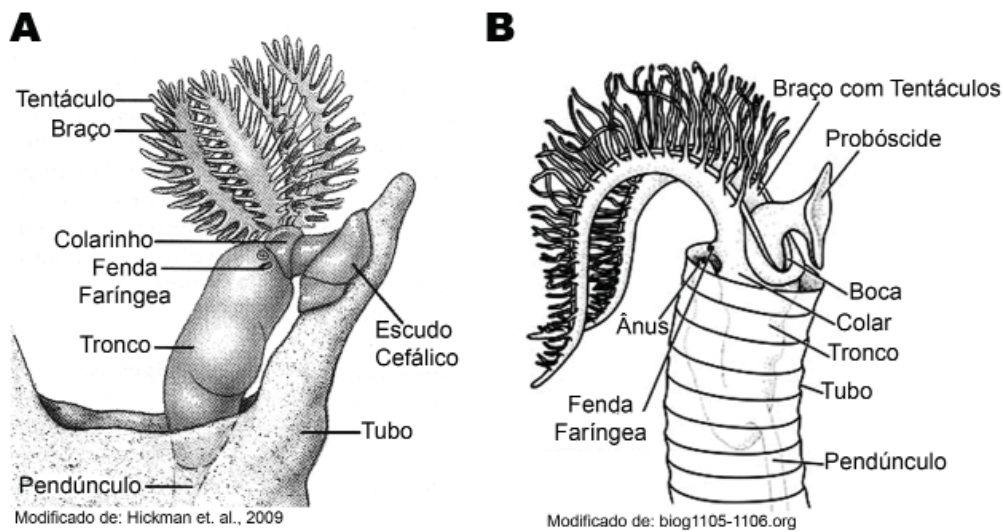 A
Tentáculo
Braço
Colarinho
Fenda
Faríngea
Tronco
Escudo
Cefálico
Tubo
Pendúnculo
Modificado de: Hickman et. al., 2009
B
Braço com Tentáculos
Probóscide
Boca
Colar
Ânus
Tronco
Tubo
Fenda
Faríngea
Pendúnculo
Modificado de: biog1105-1106.org